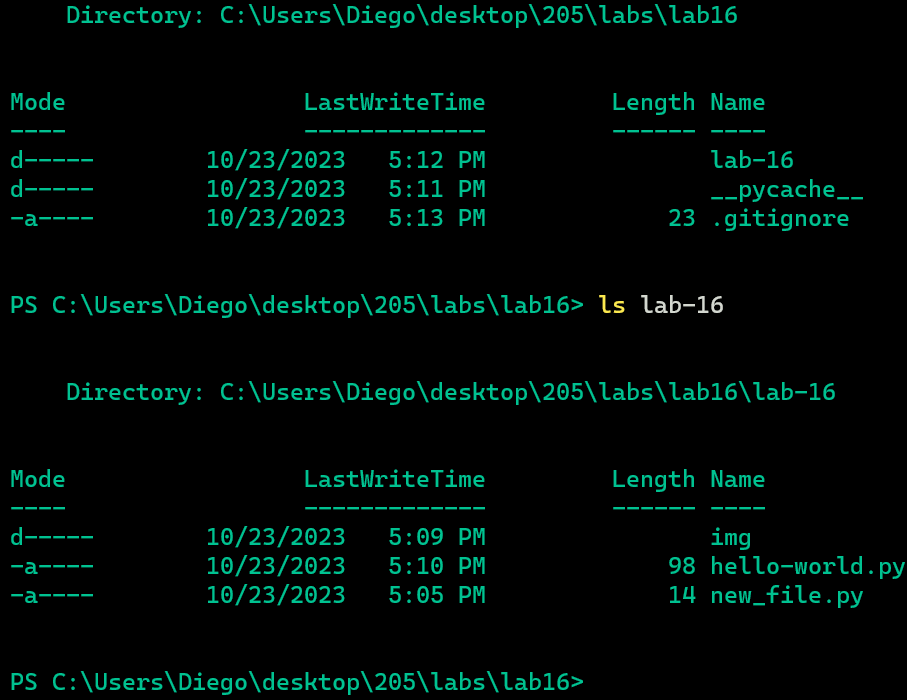 Directory: C:\Users\Diego\desktop\205\labs\lab16
Mode                 LastWriteTime         Length Name
----                 -------------         ------ ----
d-----        10/23/2023   5:12 PM                lab-16
d-----        10/23/2023   5:11 PM                __pycache__
-a----        10/23/2023   5:13 PM             23 .gitignore
PS C:\Users\Diego\desktop\205\labs\lab16> ls lab-16
    Directory: C:\Users\Diego\desktop\205\labs\lab16\lab-16
Mode                 LastWriteTime         Length Name
----                 -------------         ------ ----
d-----        10/23/2023   5:09 PM                img
-a----        10/23/2023   5:10 PM             98 hello-world.py
-a----        10/23/2023   5:05 PM             14 new_file.py
PS C:\Users\Diego\desktop\205\labs\lab16>